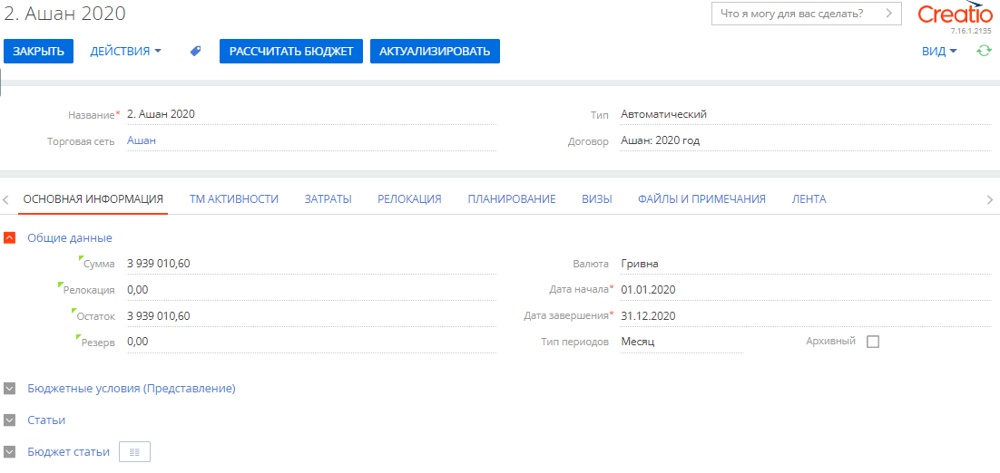 2. Ашан 2020
Что я могу для вас сделать?
Creatio
7.16.1.2135
ЗАКРЫТЬ ДЕЙСТВИЯ РАССЧИТАТЬ БЮДЖЕТ АКТУАЛИЗИРОВАТЬ ВИД
Название* 2. Ашан 2020 Тип Автоматический
Торговая сеть Ашан Договор Ашан: 2020 год
ОСНОВНАЯ ИНФОРМАЦИЯ ТМ АКТИВНОСТИ ЗАТРАТЫ РЕЛОКАЦИЯ ПЛАНИРОВАНИЕ ВИЗЫ ФАЙЛЫ И ПРИМЕЧАНИЯ ЛЕНТА
Общие данные
Сумма 3 939 010,60 Валюта Гривна
Релокация 0,00 Дата начала* 01.01.2020
Остаток 3 939 010,60 Дата завершения* 31.12.2020
Резерв 0,00 Тип периодов Месяц Архивный
Бюджетные условия (Представление)
Статьи
Бюджет статьи